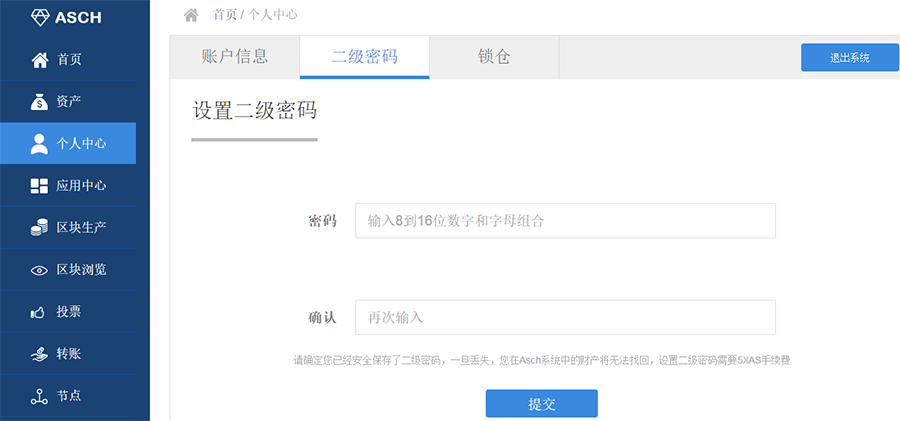 ASCH
首页
资产
个人中心
应用中心
区块生产
区块浏览
投票
转账
节点
首页 / 个人中心
账户信息
二级密码
锁仓
退出系统
设置二级密码
密码
输入8到16位数字和字母组合
确认
再次输入
请确定您已经安全保存了二级密码，一旦丢失，您在Asch系统中的财产将无法找回，设置二级密码需要5XAS手续费
提交